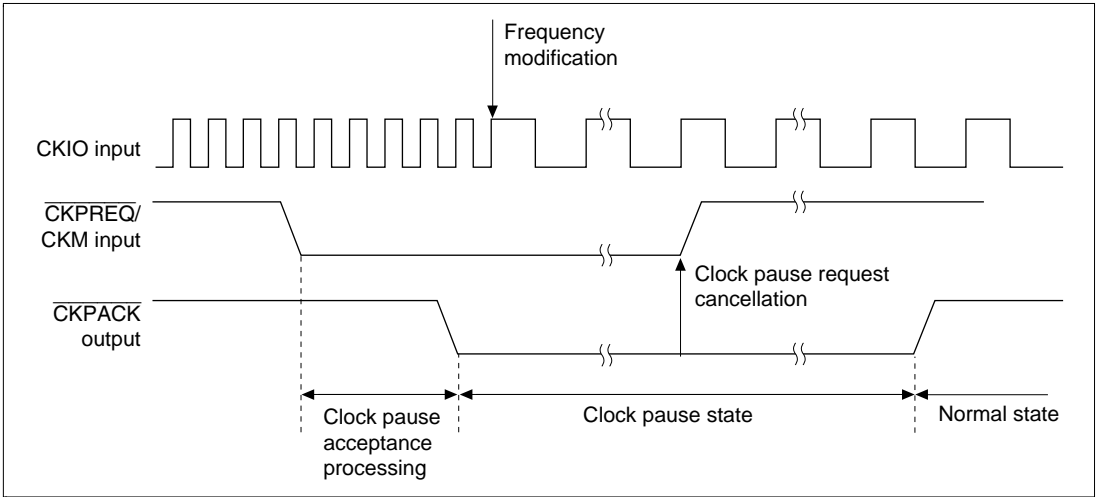 Frequency
modification
CKIO input
CKPREQ/
CKM input
Clock pause request
cancellation
CKPACK
output
Clock pause
acceptance
processing
Clock pause state
Normal state